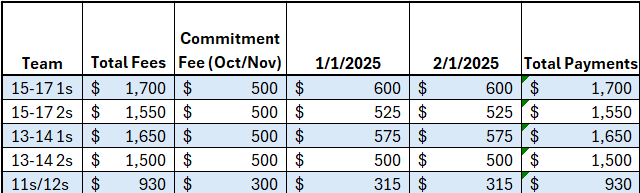 Team Total Fees Commitment Fee (Oct/Nov) 1/1/2025 2/1/2025 Total Payments
15-17 1s $ 1,700 $ 500 $ 600 $ 600 $ 1,700
15-17 2s $ 1,550 $ 500 $ 525 $ 525 $ 1,550
13-14 1s $ 1,650 $ 500 $ 575 $ 575 $ 1,650
13-14 2s $ 1,500 $ 500 $ 500 $ 500 $ 1,500
11s/12s $ 930 $ 300 $ 315 $ 315 $ 930